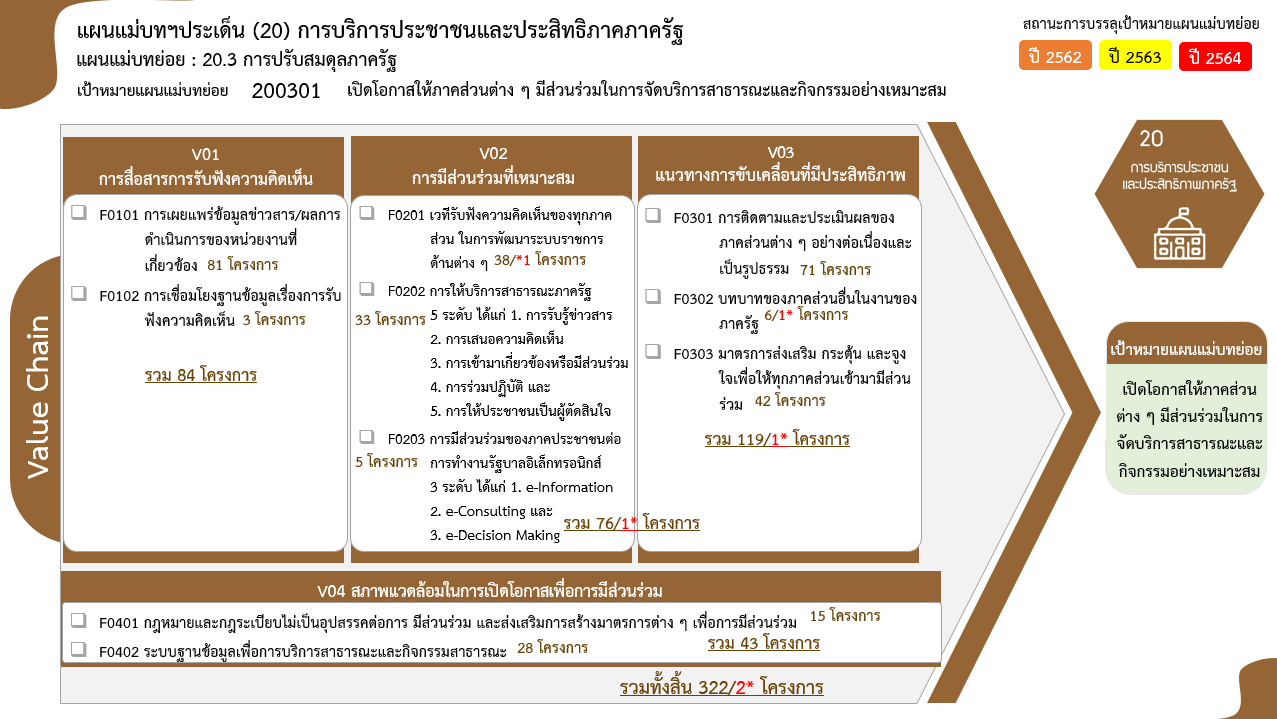 แผนแม่บทฯประเด็น (20) การบริการประชาชนและประสิทธิภาคภาครัฐ
แผนแม่บทย่อย : 20.3 การปรับสมดุลภาครัฐ
เป้าหมายแผนแม่บทย่อย 200301 เปิดโอกาสให้ภาคส่วนต่าง ๆ มีส่วนร่วมในการจัดบริการสาธารณะและกิจกรรมอย่างเหมาะสม
สถานะการบรรลุเป้าหมายแผนแม่บทย่อย
ปี 2562 ปี 2563 ปี 2564
Value Chain
V01
การสื่อสารการรับฟังความคิดเห็น
F0101 การเผยแพร่ข้อมูลข่าวสาร/ผลการ
ดำเนินการของหน่วยงานที่
เกี่ยวข้อง 81 โครงการ
F0102 การเชื่อมโยงฐานข้อมูลเรื่องการรับ
ฟังความคิดเห็น 3 โครงการ
รวม 84 โครงการ
V02
การมีส่วนร่วมที่เหมาะสม
F0201 เวทีรับฟังความคิดเห็นของทุกภาค
ส่วน ในการพัฒนาระบบราชการ
ด้านต่าง ๆ 38/*1 โครงการ
F0202 การให้บริการสาธารณะภาครัฐ
33 โครงการ 5 ระดับ ได้แก่ 1. การรับรู้ข่าวสาร
2. การเสนอความคิดเห็น
3. การเข้ามาเกี่ยวข้องหรือมีส่วนร่วม
4. การร่วมปฏิบัติ และ
5. การให้ประชาชนเป็นผู้ตัดสินใจ
F0203 การมีส่วนร่วมของภาคประชาชนต่อ
5 โครงการ การทำงานรัฐบาลอิเล็กทรอนิกส์
3 ระดับ ได้แก่ 1. e-Information
2. e-Consulting และ
3. e-Decision Making
รวม 76/1* โครงการ
V03
แนวทางการขับเคลื่อนที่มีประสิทธิภาพ
F0301 การติดตามและประเมินผลของ
ภาคส่วนต่าง ๆ อย่างต่อเนื่องและ
เป็นรูปธรรม 71 โครงการ
F0302 บทบาทของภาคส่วนอื่นในงานของ
ภาครัฐ 6/1* โครงการ
F0303 มาตรการส่งเสริม กระตุ้น และจูง
ใจเพื่อให้ทุกภาคส่วนเข้ามามีส่วน
ร่วม 42 โครงการ
รวม 119/1* โครงการ
V04 สภาพแวดล้อมในการเปิดโอกาสเพื่อการมีส่วนร่วม
F0401 กฎหมายและกฎระเบียบไม่เป็นอุปสรรคต่อการ มีส่วนร่วม และส่งเสริมการสร้างมาตรการต่าง ๆ เพื่อการมีส่วนร่วม 15 โครงการ
F0402 ระบบฐานข้อมูลเพื่อการบริการสาธารณะและกิจกรรมสาธารณะ 28 โครงการ
รวม 43 โครงการ
รวมทั้งสิ้น 322/2* โครงการ
20
การบริการประชาชน
และประสิทธิภาพภาครัฐ
เป้าหมายแผนแม่บทย่อย
เปิดโอกาสให้ภาคส่วน
ต่าง ๆ มีส่วนร่วมในการ
จัดบริการสาธารณะและ
กิจกรรมอย่างเหมาะสม